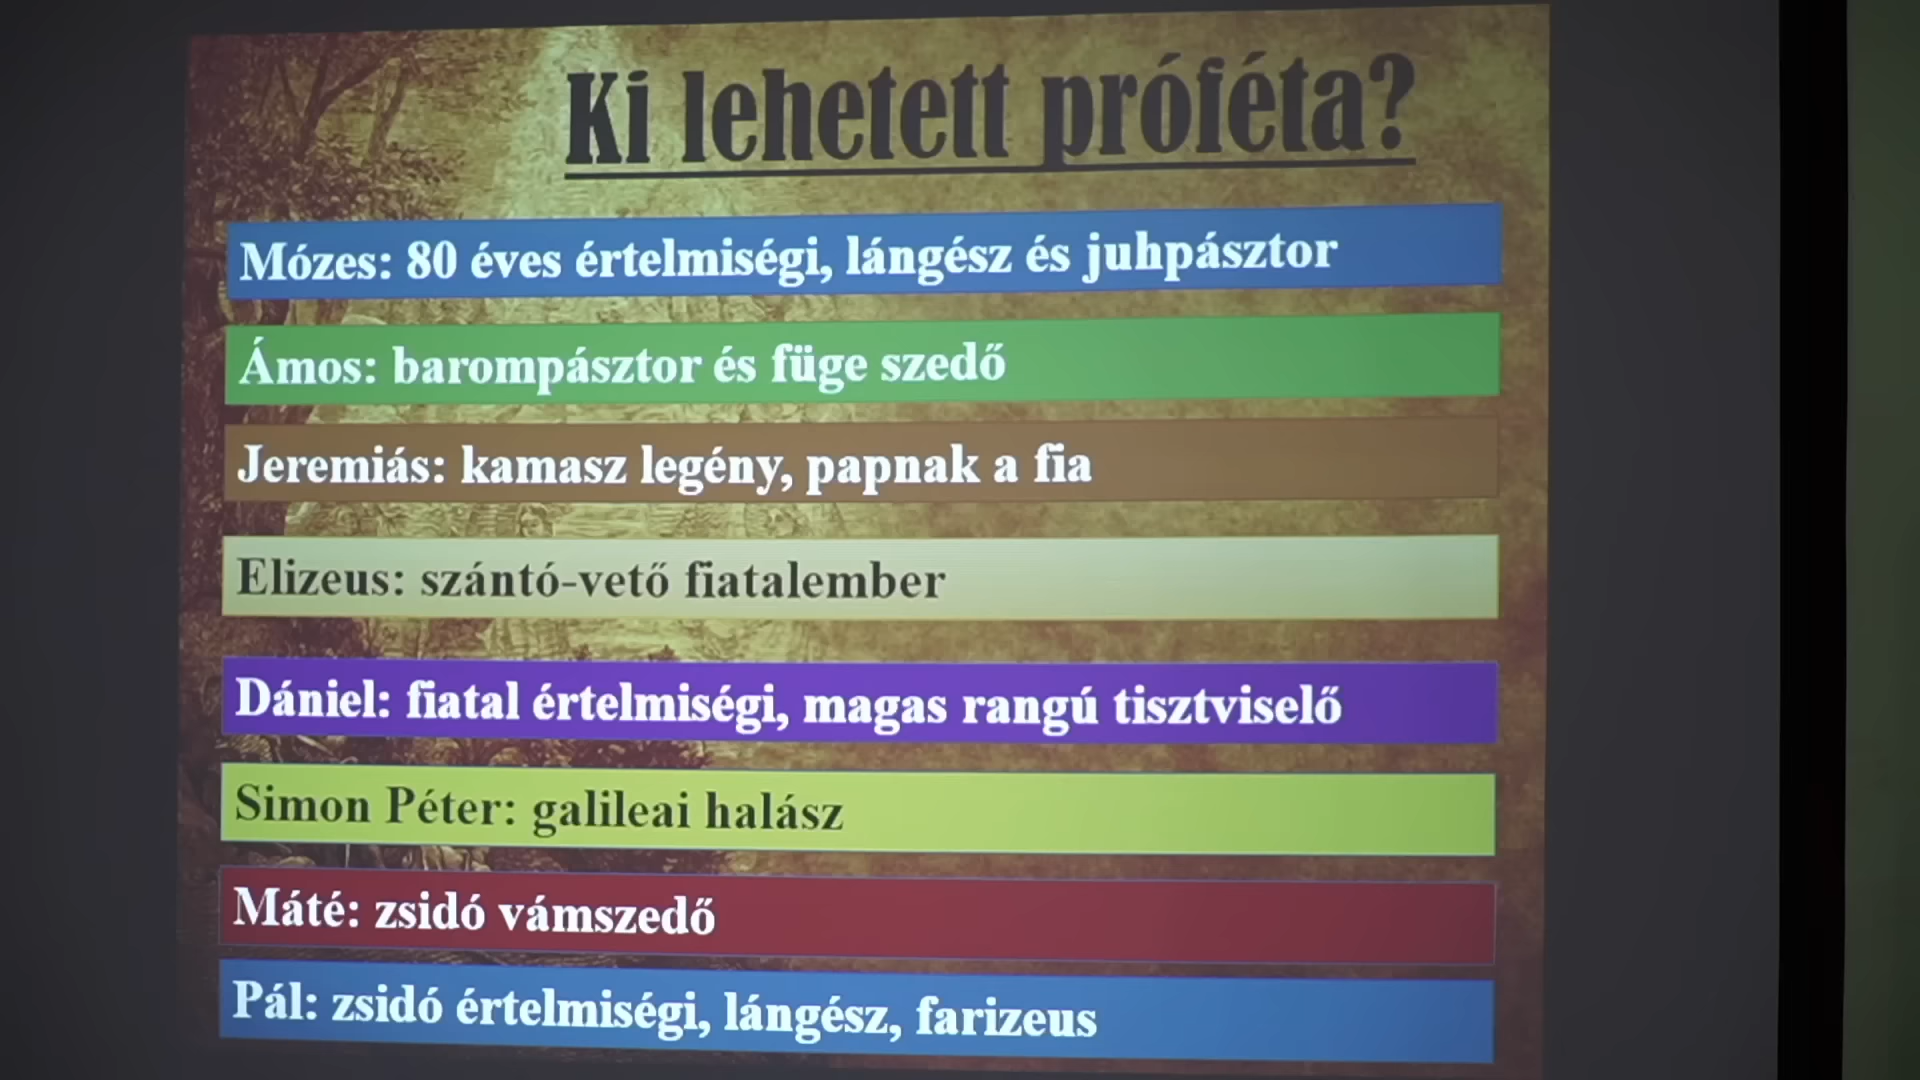 Ki lehetett próféta?
Mózes: 80 éves értelmiségi, lángész és juhpásztor
Ámos: barompásztor és füge szedő
Jeremiás: kamasz legény, papnak a fia
Elizeus: szántó-vető fiatalember
Dániel: fiatal értelmiségi, magas rangú tisztviselő
Simon Péter: galileai halász
Máté: zsidó vámszedő
Pál: zsidó értelmiségi, lángész, farizeus